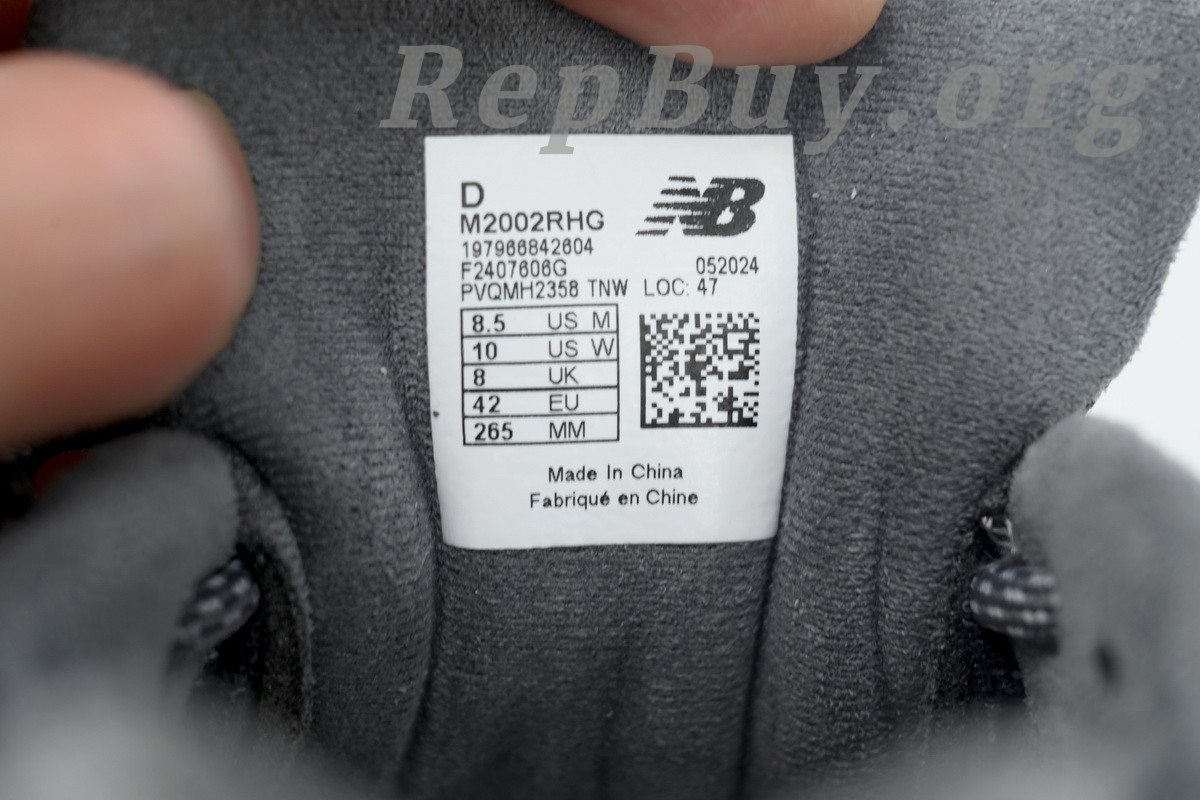 RepBuy.org
D
NB
M2002RHG
197966842604
F2407606G 052024
PVQMH2358 TNW LOC: 47
8.5 US M
10 US W
8 UK
42 EU
265 MM
Made In China
Fabriqué en Chine